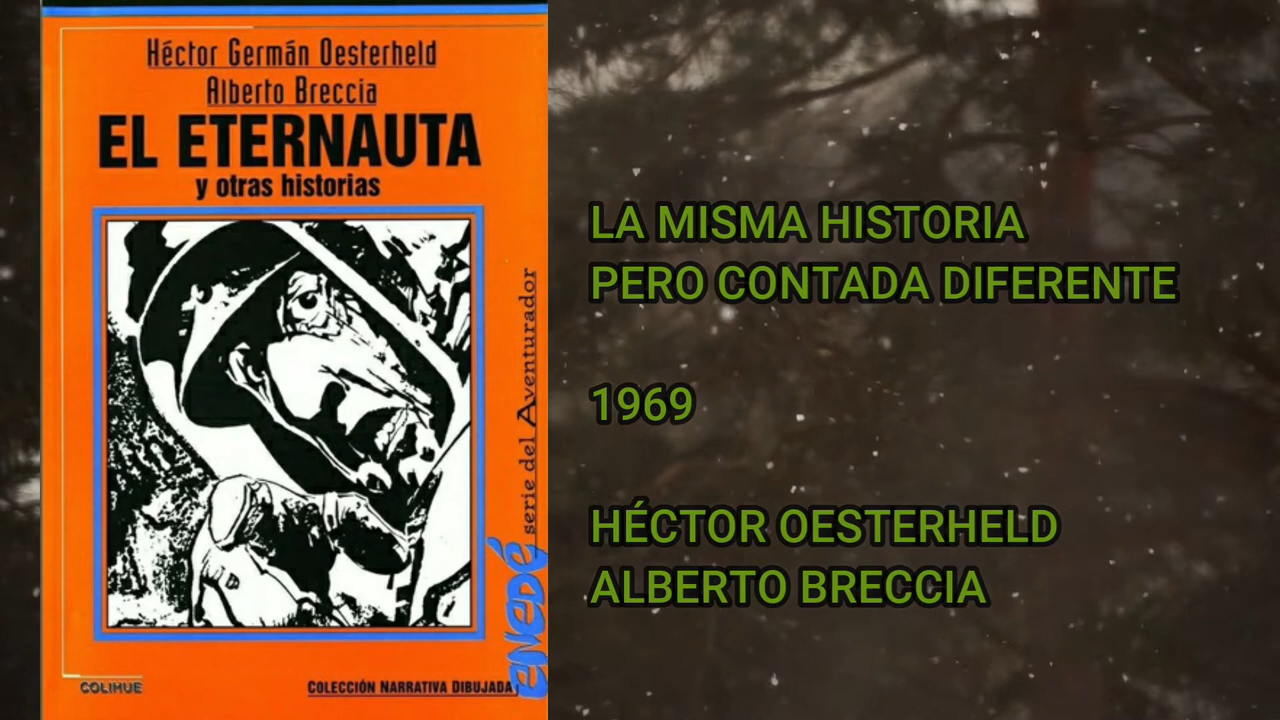 Héctor Germán Oesterheld
Alberto Breccia
EL ETERNAUTA
y otras historias
serie del Aventurador
enedé
COLIHUE
COLECCIÓN NARRATIVA DIBUJADA
LA MISMA HISTORIA
PERO CONTADA DIFERENTE
1969
HÉCTOR OESTERHELD
ALBERTO BRECCIA